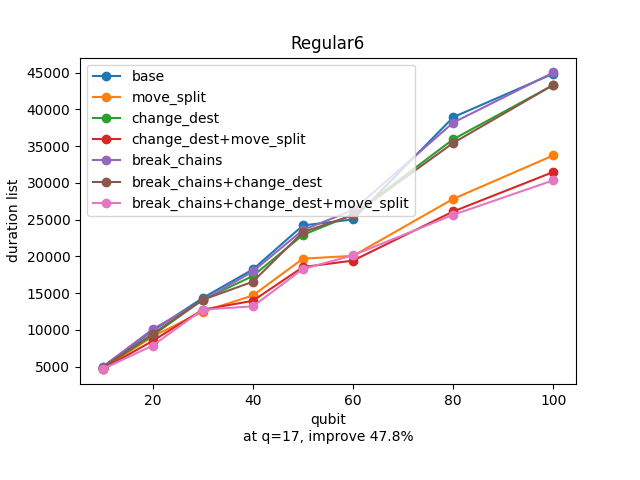 Regular6
45000
40000
35000
30000
25000
20000
15000
10000
5000
duration list
base
move_split
change_dest
change_dest+move_split
break_chains
break_chains+change_dest
break_chains+change_dest+move_split
20 40 60 80 100
qubit
at q=17, improve 47.8%